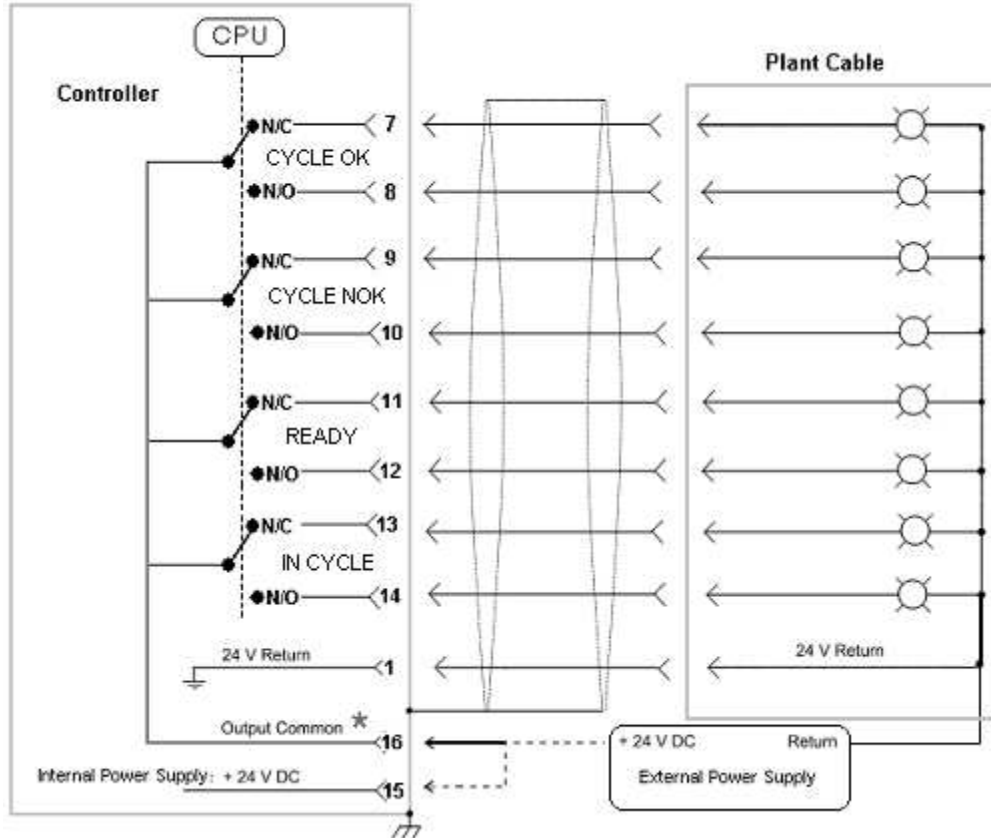 CPU
Plant Cable
Controller
N/C 7
CYCLE OK
N/O 8
N/C 9
CYCLE NOK
N/O 10
N/C 11
READY
N/O 12
N/C 13
IN CYCLE
N/O 14
24 V Return 1
24 V Return
Output Common * 16
+ 24 V DC Return
External Power Supply
Internal Power Supply: + 24 V DC 15